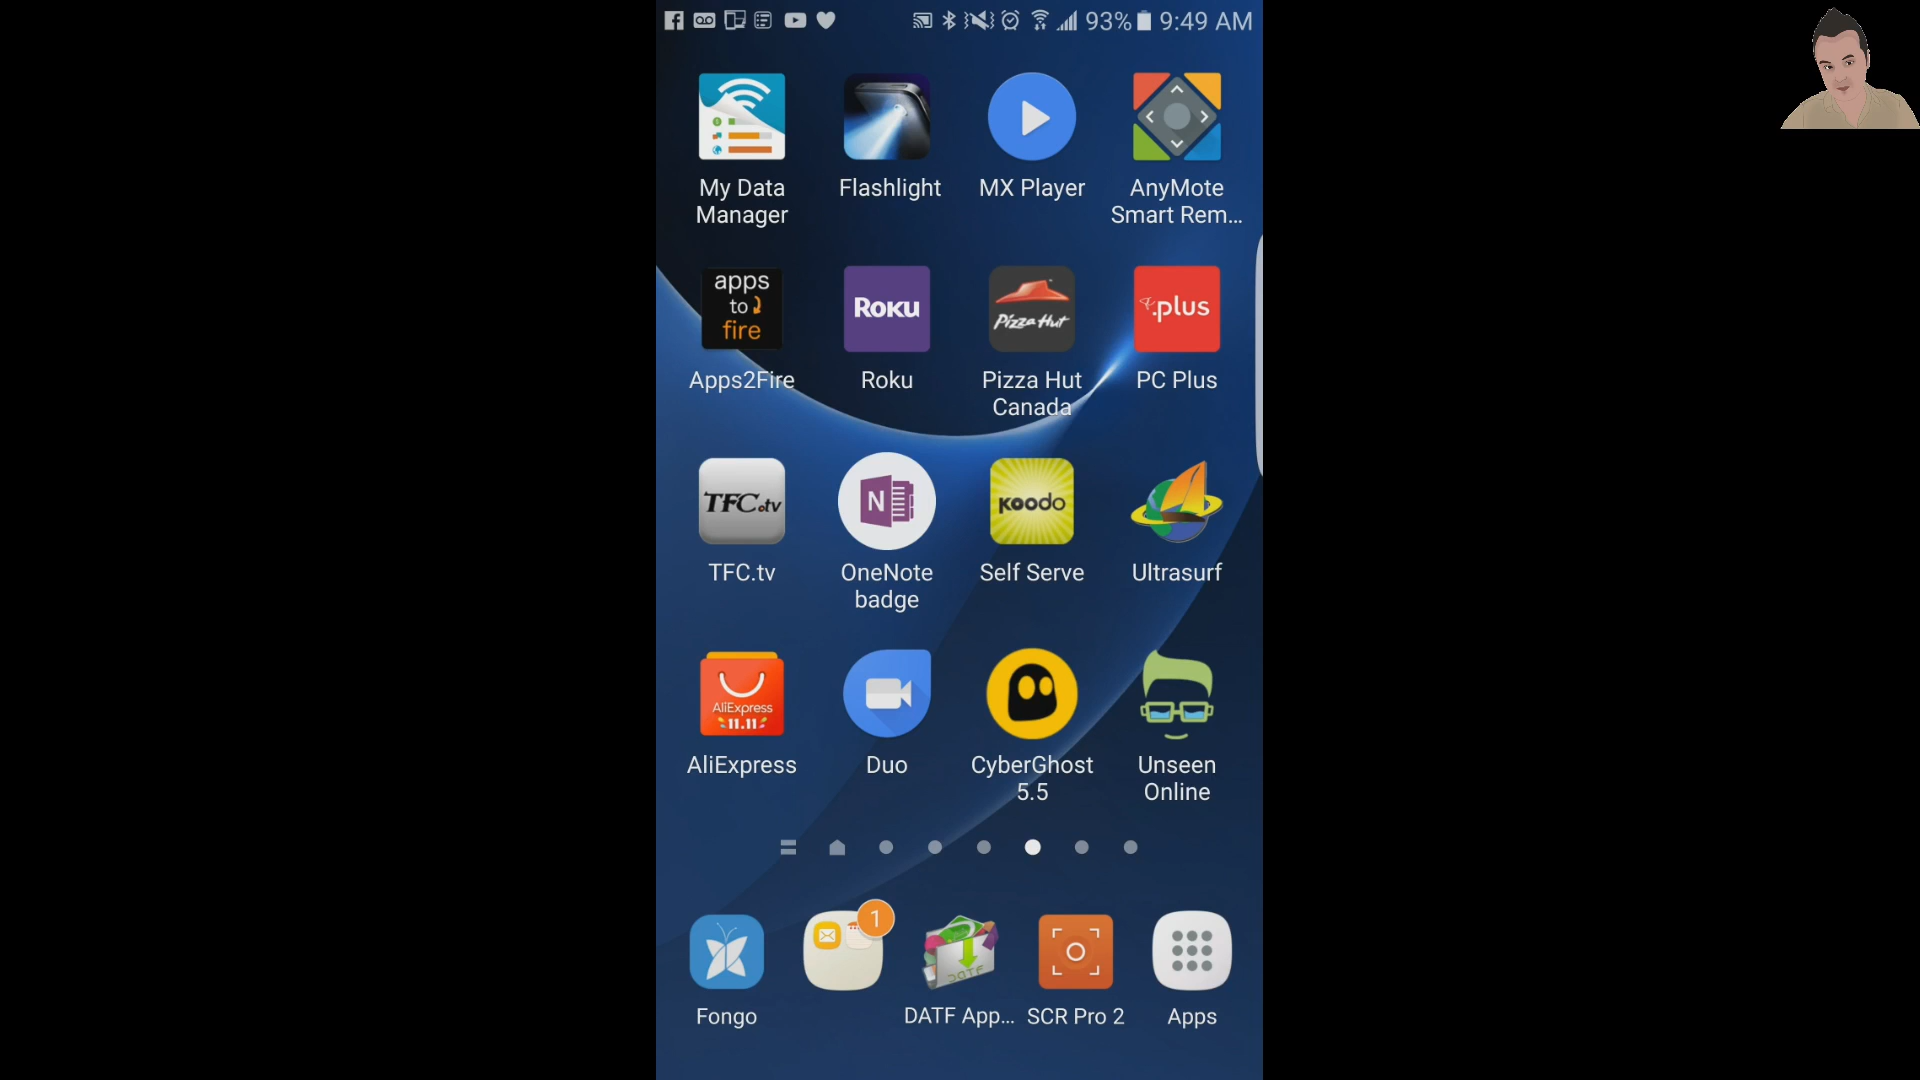 93% 9:49 AM
My Data
Manager
Flashlight
MX Player
AnyMote
Smart Rem...
apps
to
fire
Apps2Fire
ROKU
Roku
Pizza Hut
Pizza Hut
Canada
.plus
PC Plus
TFC.tv
TFC.tv
N
OneNote
badge
koodo
Self Serve
Ultrasurf
AliExpress
11.11
AliExpress
Duo
CyberGhost
5.5
Unseen
Online
1
Fongo
DATF
DATF App...
SCR Pro 2
Apps